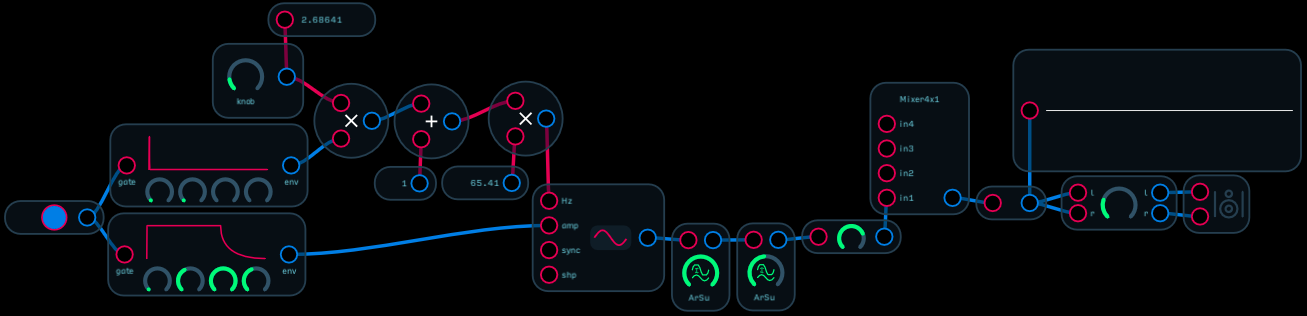 2.68641
knob
Mixer4x1
in4
in3
in2
in1
1
65.41
gate
env
Hz
amp
sync
shp
gate
env
l
r
l
r
ArSu
ArSu